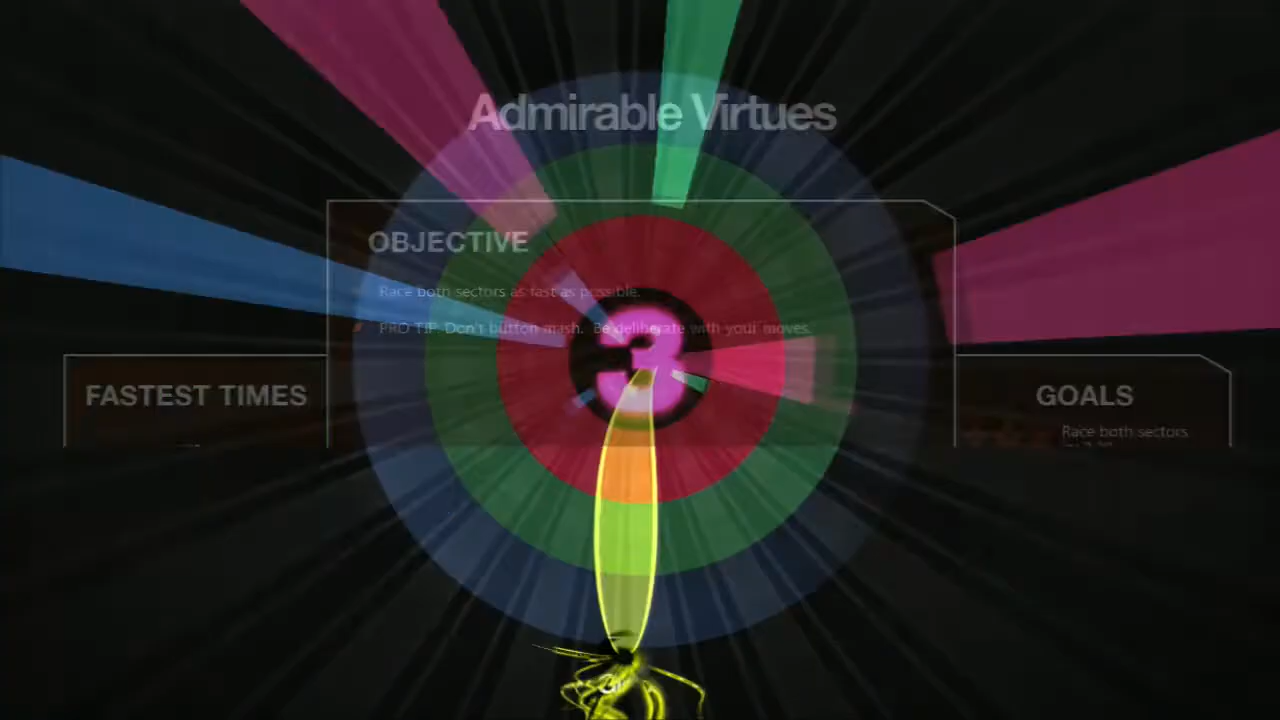 Admirable Virtues
OBJECTIVE
Race both sectors as fast as possible.
PRO TIP: Don't button mash. Be deliberate with your moves.
3
FASTEST TIMES
GOALS
Race both sectors